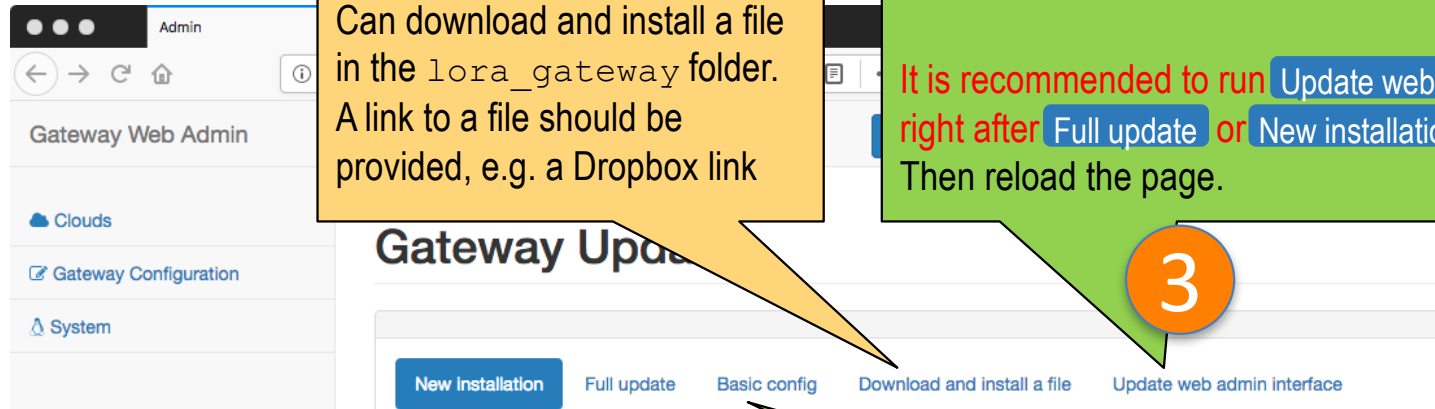 Admin
Can download and install a file
in the lora_gateway folder.
A link to a file should be
provided, e.g. a Dropbox link
It is recommended to run Update web
right after Full update or New installatio
Then reload the page.
Gateway Web Admin
Clouds
Gateway Configuration
System
Gateway Upda
3
New installation Full update Basic config Download and install a file Update web admin interface